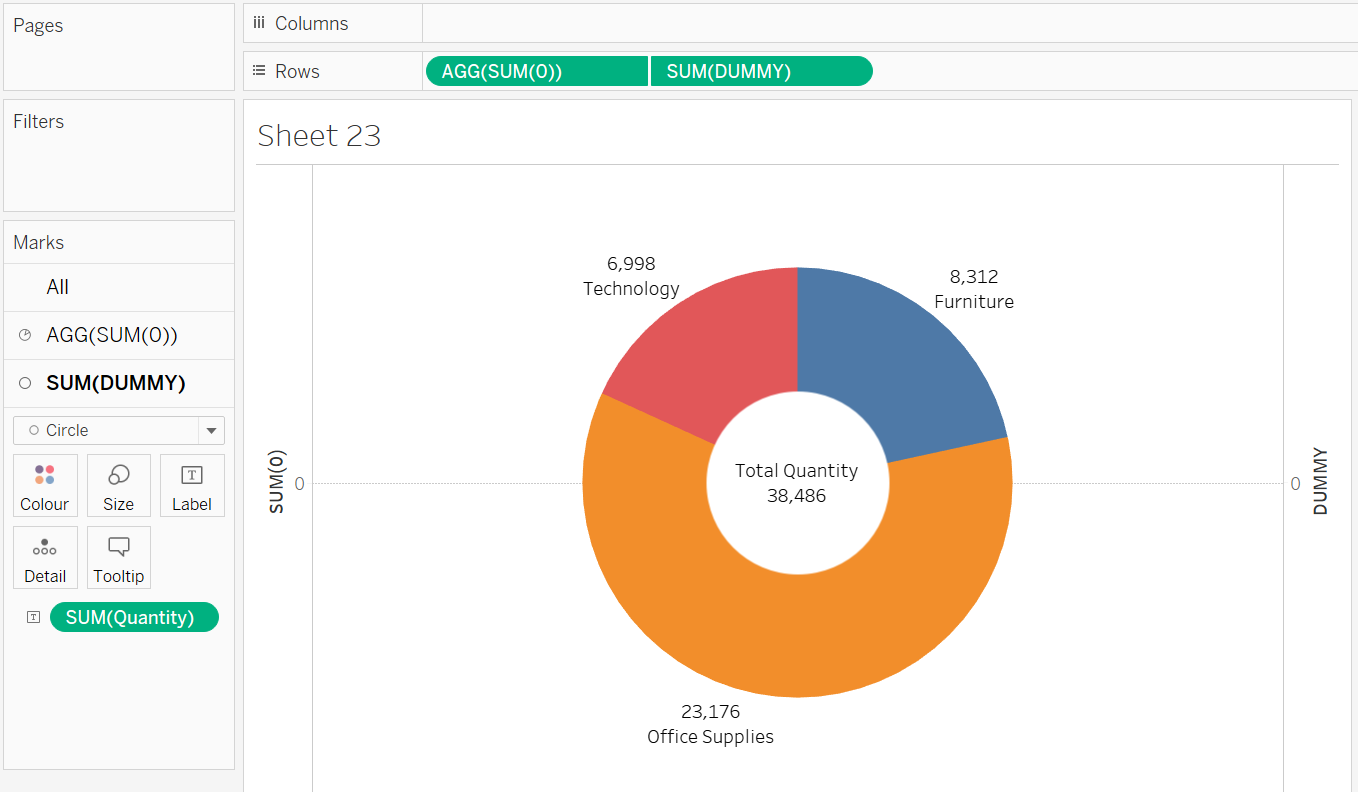 Pages
Columns
Rows
AGG(SUM(0))
SUM(DUMMY)
Filters
Marks
All
AGG(SUM(0))
SUM(DUMMY)
Circle
Colour
Size
T
Label
Detail
Tooltip
T
SUM(Quantity)
Sheet 23
6,998
Technology
8,312
Furniture
Total Quantity
38,486
23,176
Office Supplies
SUM(0)
0
0
DUMMY